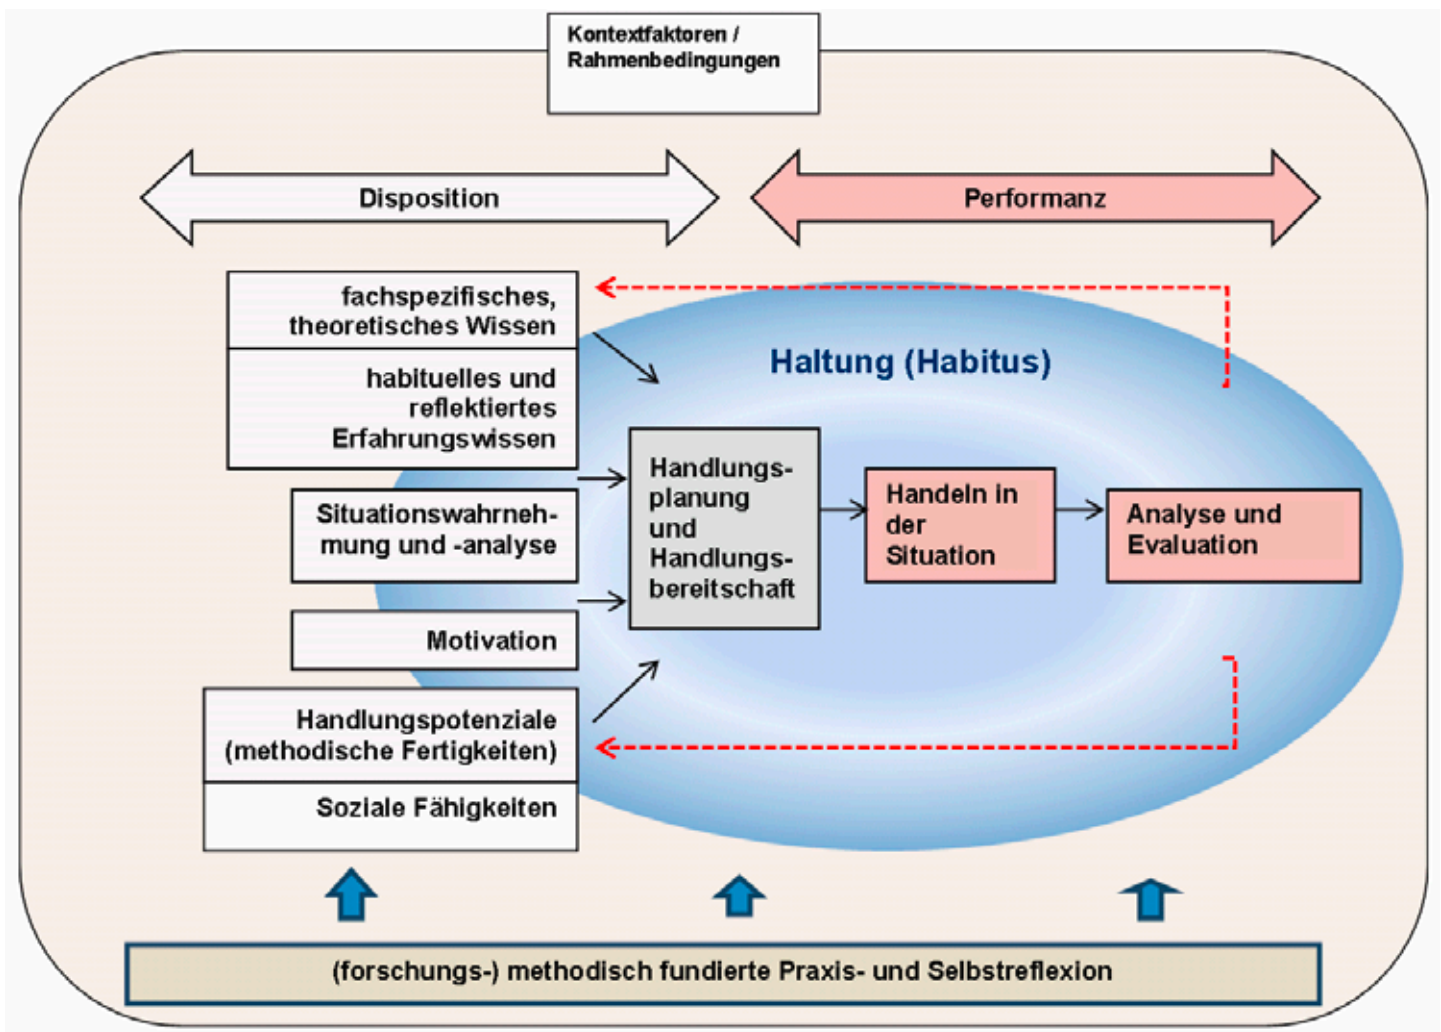 Kontextfaktoren /
Rahmenbedingungen
Disposition
Performanz
fachspezifisches,
theoretisches Wissen
habituelles und
reflektiertes
Erfahrungswissen
Situationswahrneh-
mung und -analyse
Motivation
Handlungspotenziale
(methodische Fertigkeiten)
Soziale Fähigkeiten
Haltung (Habitus)
Handlungs-
planung
und
Handlungs-
bereitschaft
Handeln in
der
Situation
Analyse und
Evaluation
(forschungs-) methodisch fundierte Praxis- und Selbstreflexion